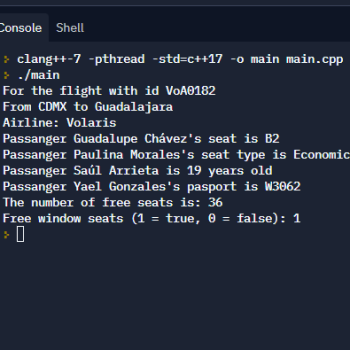 Console Shell
clang++-7 -pthread -std=c++17 -o main main.cpp
./main
For the flight with id VoA0182
From CDMX to Guadalajara
Airline: Volaris
Passanger Guadalupe Chávez's seat is B2
Passanger Paulina Morales's seat type is Economic
Passanger Saúl Arrieta is 19 years old
Passanger Yael Gonzales's pasport is W3062
The number of free seats is: 36
Free window seats (1 = true, 0 = false): 1